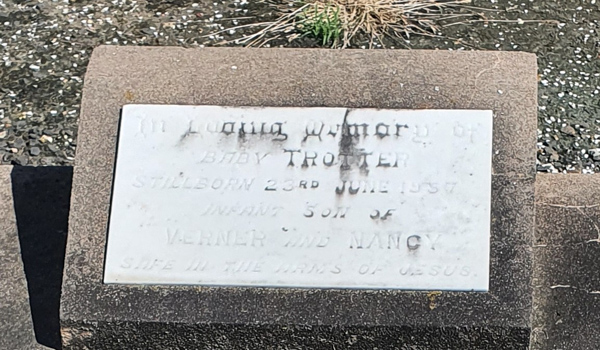 In Loving Memory of
BABY TROTTER
STILLBORN 23RD JUNE 1937
INFANT SON OF
VERNER AND NANCY
SAFE IN THE ARMS OF JESUS.